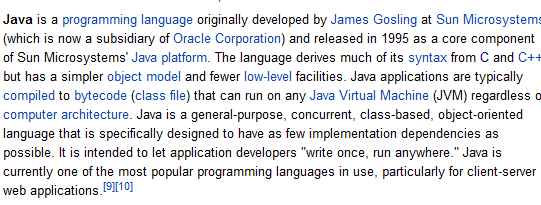 Java is a programming language originally developed by James Gosling at Sun Microsystems
(which is now a subsidiary of Oracle Corporation) and released in 1995 as a core component
of Sun Microsystems' Java platform. The language derives much of its syntax from C and C++
but has a simpler object model and fewer low-level facilities. Java applications are typically
compiled to bytecode (class file) that can run on any Java Virtual Machine (JVM) regardless o
computer architecture. Java is a general-purpose, concurrent, class-based, object-oriented
language that is specifically designed to have as few implementation dependencies as
possible. It is intended to let application developers "write once, run anywhere." Java is
currently one of the most popular programming languages in use, particularly for client-server
web applications.[9][10]